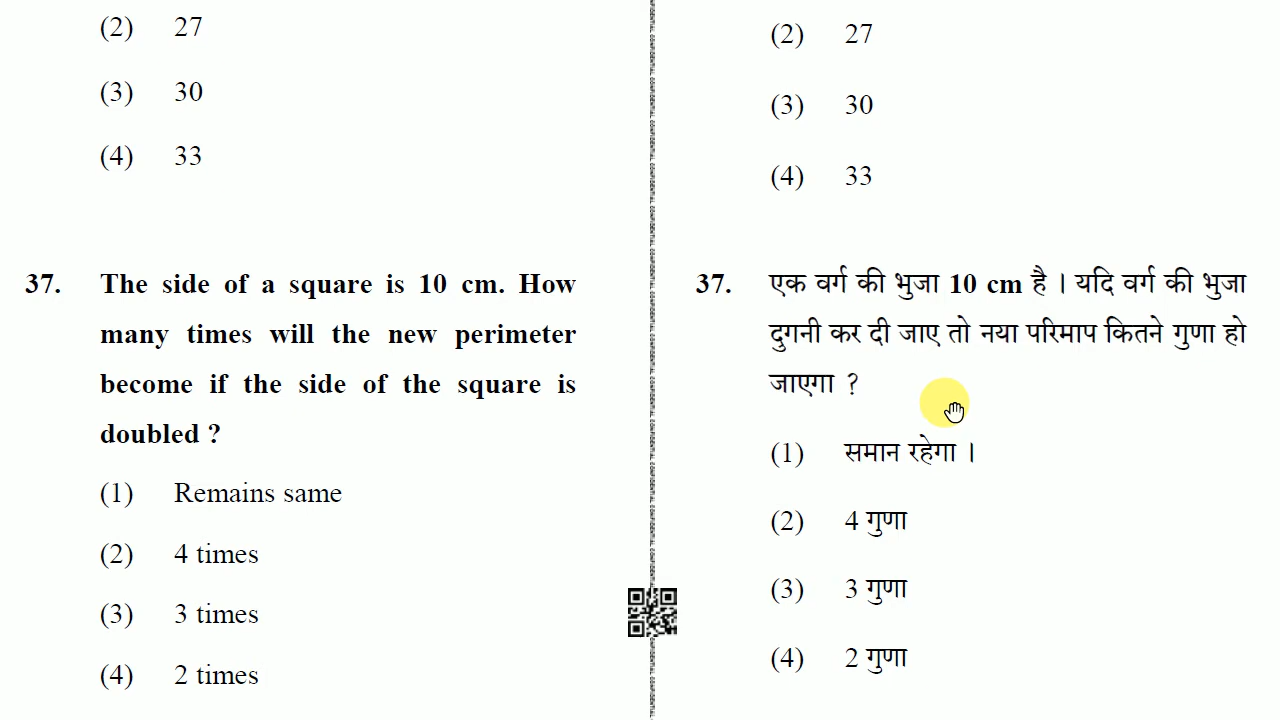 (2) 27
(3) 30
(4) 33
37. The side of a square is 10 cm. How
many times will the new perimeter
become if the side of the square is
doubled ?
(1) Remains same
(2) 4 times
(3) 3 times
(4) 2 times
(2) 27
(3) 30
(4) 33
37. एक वर्ग की भुजा 10 cm है । यदि वर्ग की भुजा
दुगनी कर दी जाए तो नया परिमाप कितने गुणा हो
जाएगा ?
(1) समान रहेगा ।
(2) 4 गुणा
(3) 3 गुणा
(4) 2 गुणा